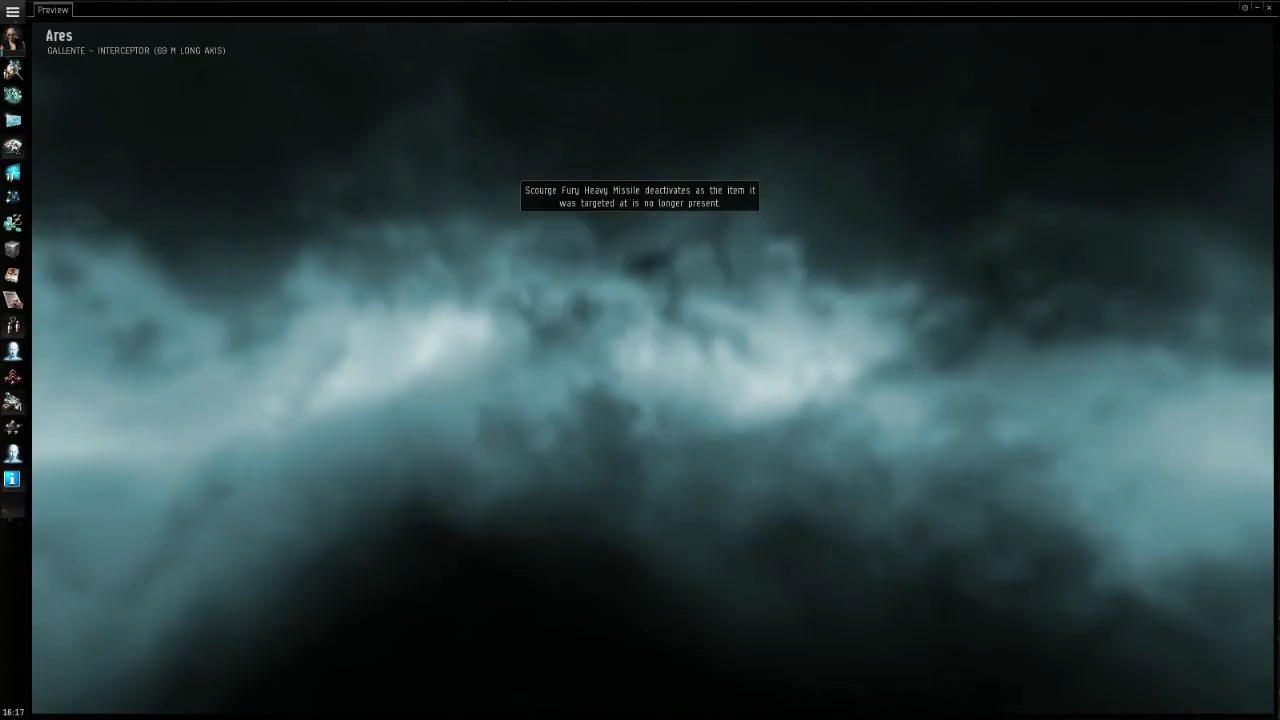 Preview
Ares
GALLENTE - INTERCEPTOR (69 M LONG AXIS)
Scourge Fury Heavy Missile deactivates as the item it
was targeted at is no longer present.
16:17